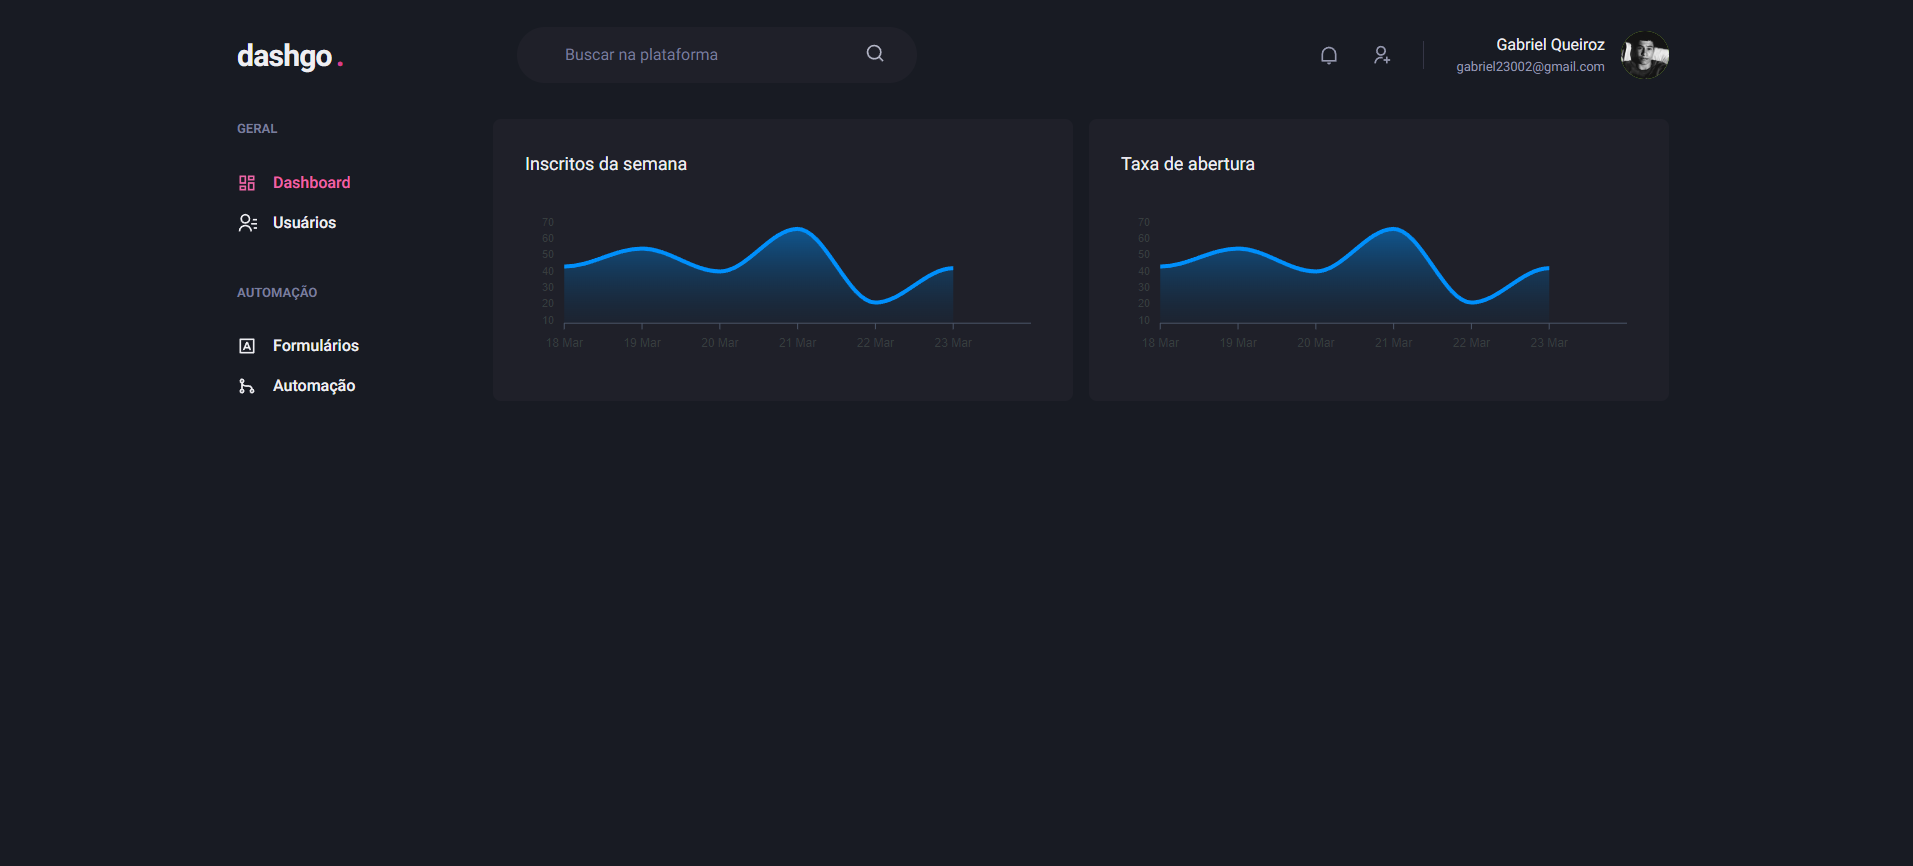 dashgo.
Buscar na plataforma
Gabriel Queiroz
gabriel23002@gmail.com
GERAL
Dashboard
Usuários
AUTOMAÇÃO
Formulários
Automação
Inscritos da semana
70
60
50
40
30
20
10
18 Mar 19 Mar 20 Mar 21 Mar 22 Mar 23 Mar
Taxa de abertura
70
60
50
40
30
20
10
18 Mar 19 Mar 20 Mar 21 Mar 22 Mar 23 Mar